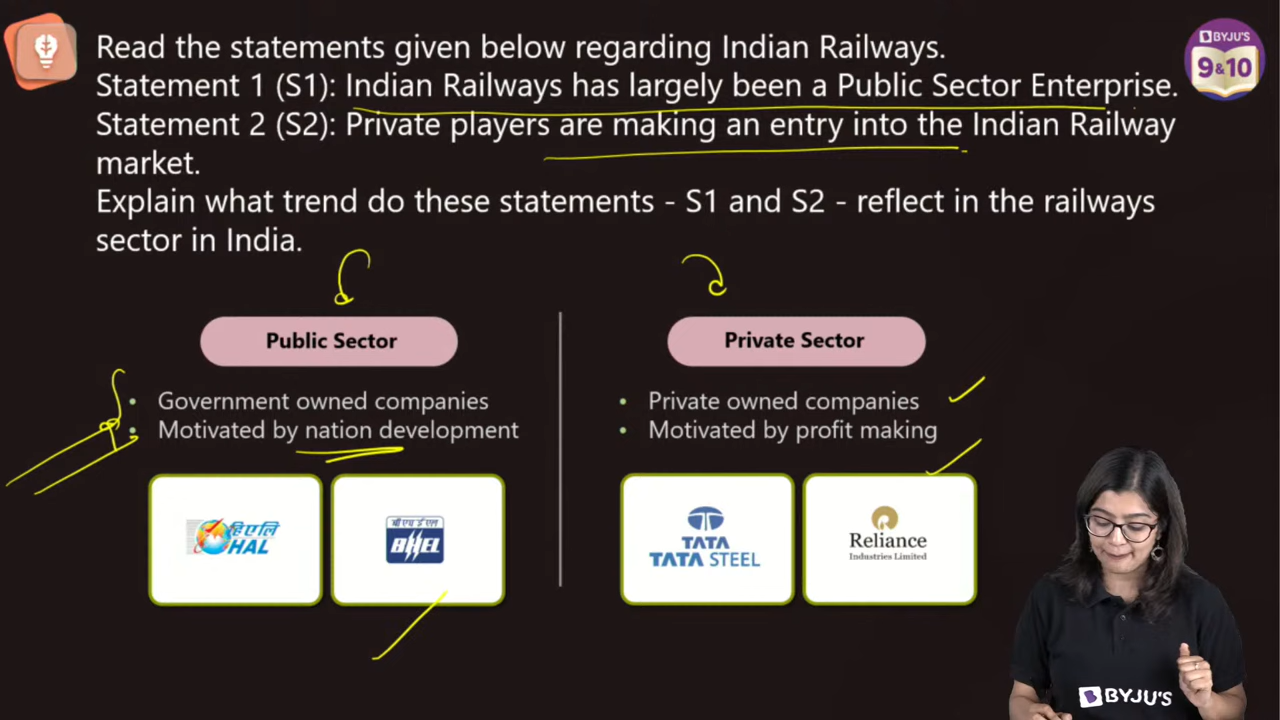 Read the statements given below regarding Indian Railways.
Statement 1 (S1): Indian Railways has largely been a Public Sector Enterprise.
Statement 2 (S2): Private players are making an entry into the Indian Railway
market.
Explain what trend do these statements - S1 and S2 - reflect in the railways
sector in India.
BYJU'S
9&10
Public Sector
• Government owned companies
• Motivated by nation development
Private Sector
• Private owned companies
• Motivated by profit making
एचएएल
HAL
बी एच ई एल
BHEL
TATA
TATA STEEL
Reliance
Industries Limited
BYJU'S